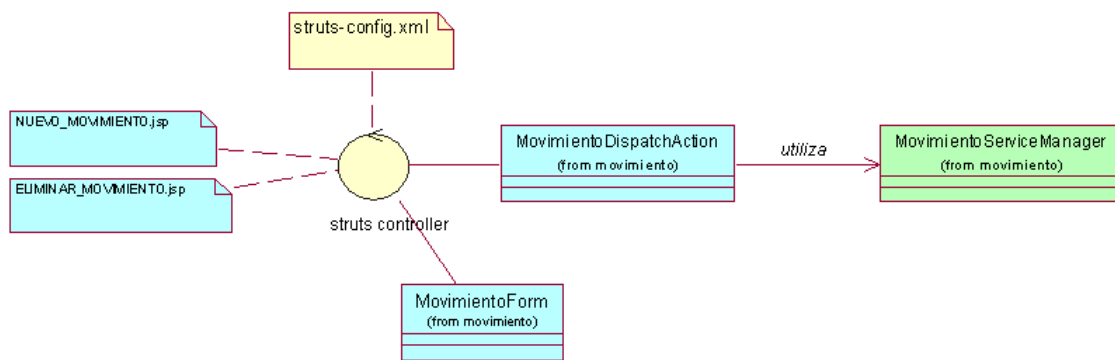 struts-config.xml
NUEVO_MOVIMIENTO.jsp
ELIMINAR_MOVIMIENTO.jsp
struts controller
MovimientoDispatchAction
(from movimiento)
utiliza
MovimientoServiceManager
(from movimiento)
MovimientoForm
(from movimiento)